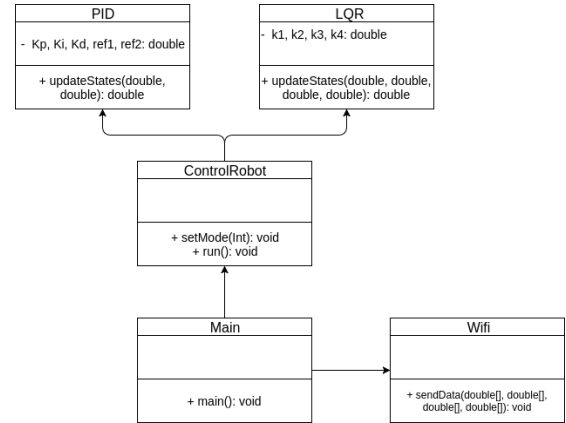 PID
- Kp, Ki, Kd, ref1, ref2: double
+ updateStates(double,
double): double
LQR
- k1, k2, k3, k4: double
+ updateStates(double, double,
double, double): double
ControlRobot
+ setMode(Int): void
+ run(): void
Main
+ main(): void
Wifi
+ sendData(double[], double[],
double[], double[]): void